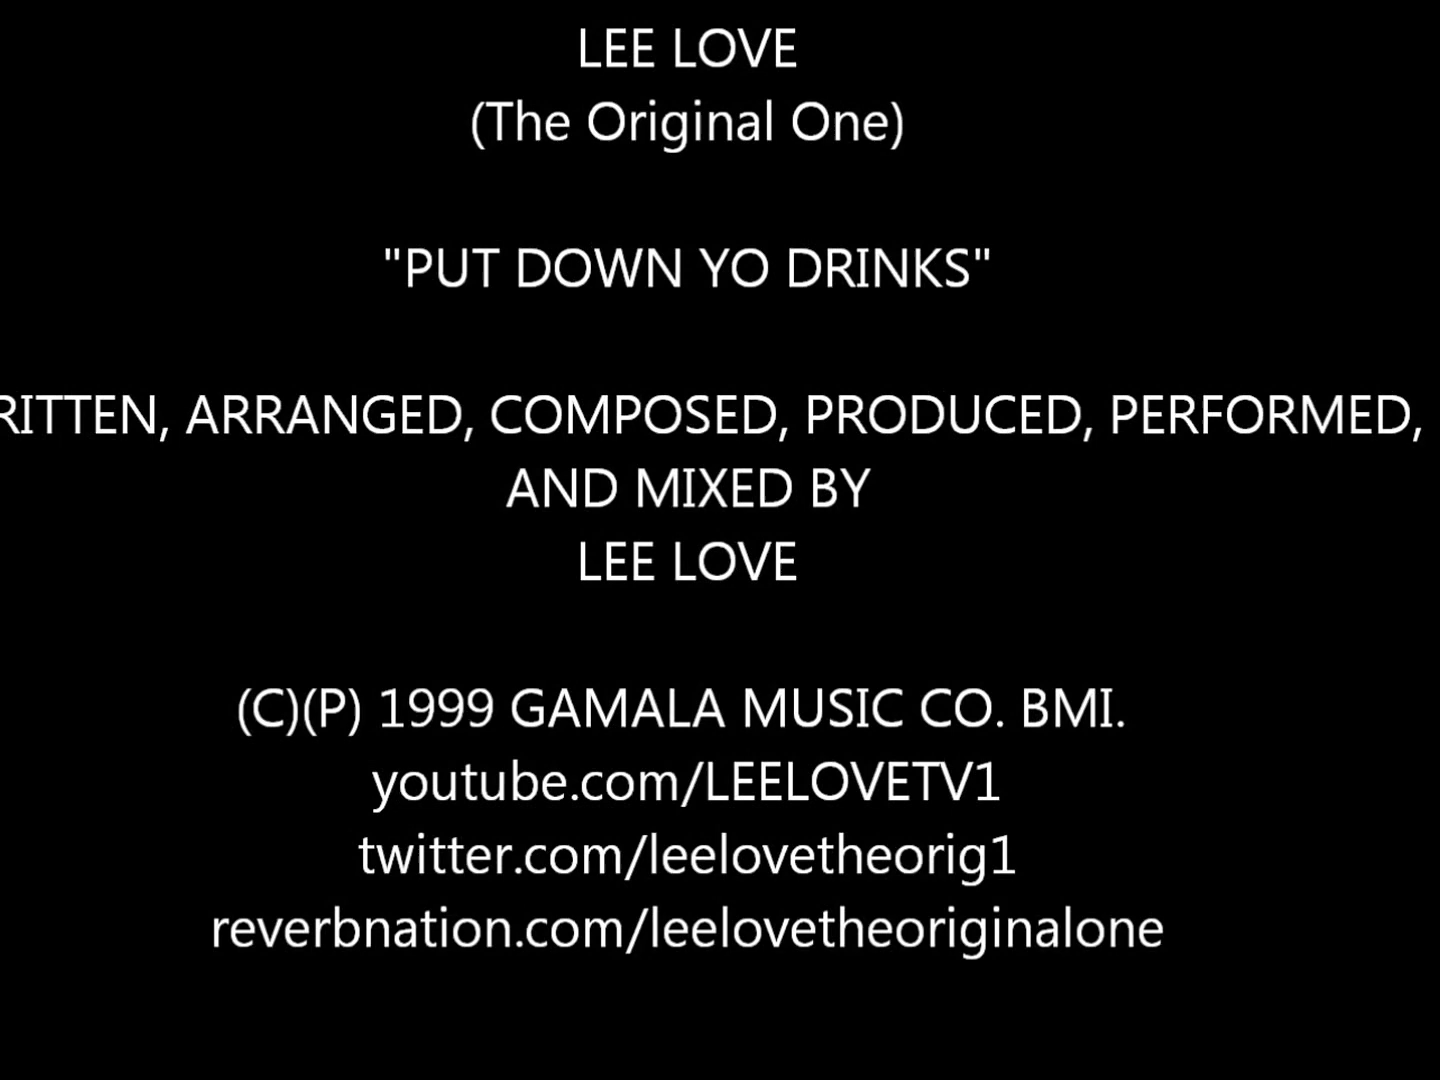 LEE LOVE
(The Original One)
"PUT DOWN YO DRINKS"
RITTEN, ARRANGED, COMPOSED, PRODUCED, PERFORMED,
AND MIXED BY
LEE LOVE
(C)(P) 1999 GAMALA MUSIC CO. BMI.
youtube.com/LEELOVETV1
twitter.com/leelovetheorig1
reverbnation.com/leelovetheoriginalone